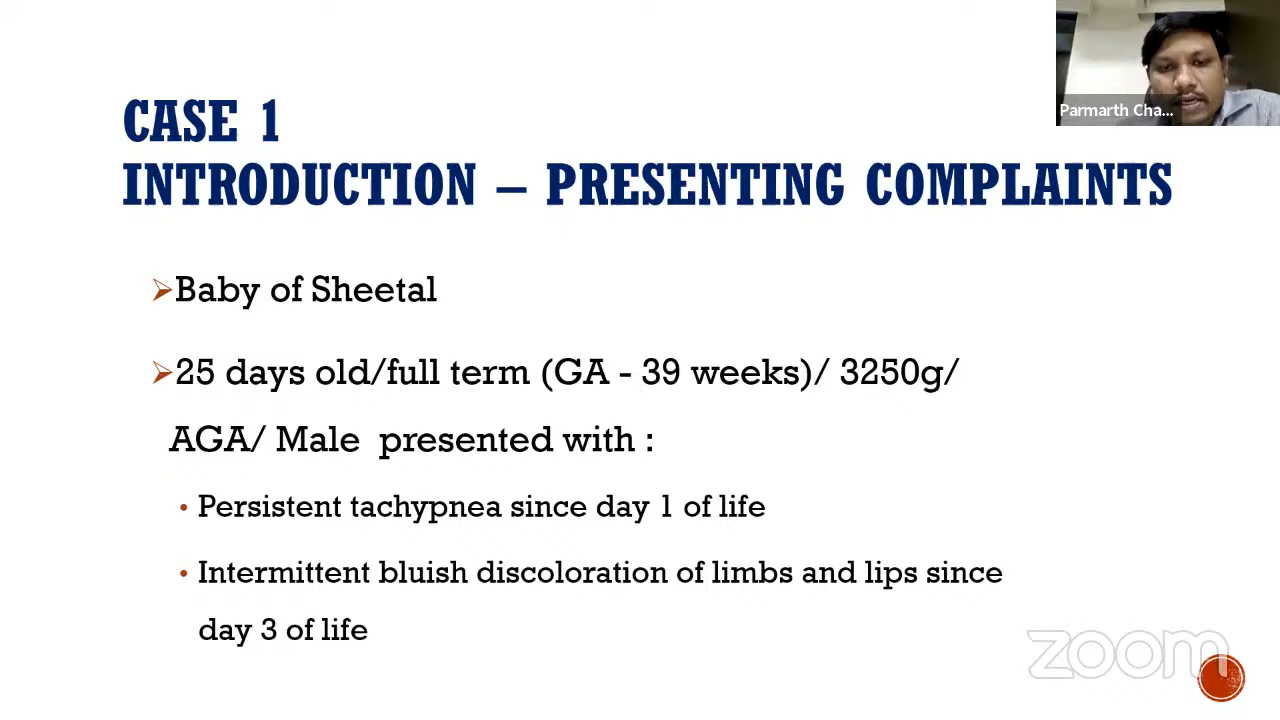 Parmarth Cha...
CASE 1
INTRODUCTION – PRESENTING COMPLAINTS
➢Baby of Sheetal
➢25 days old/full term (GA - 39 weeks)/ 3250g/
AGA/ Male presented with :
• Persistent tachypnea since day 1 of life
• Intermittent bluish discoloration of limbs and lips since
day 3 of life
zoom